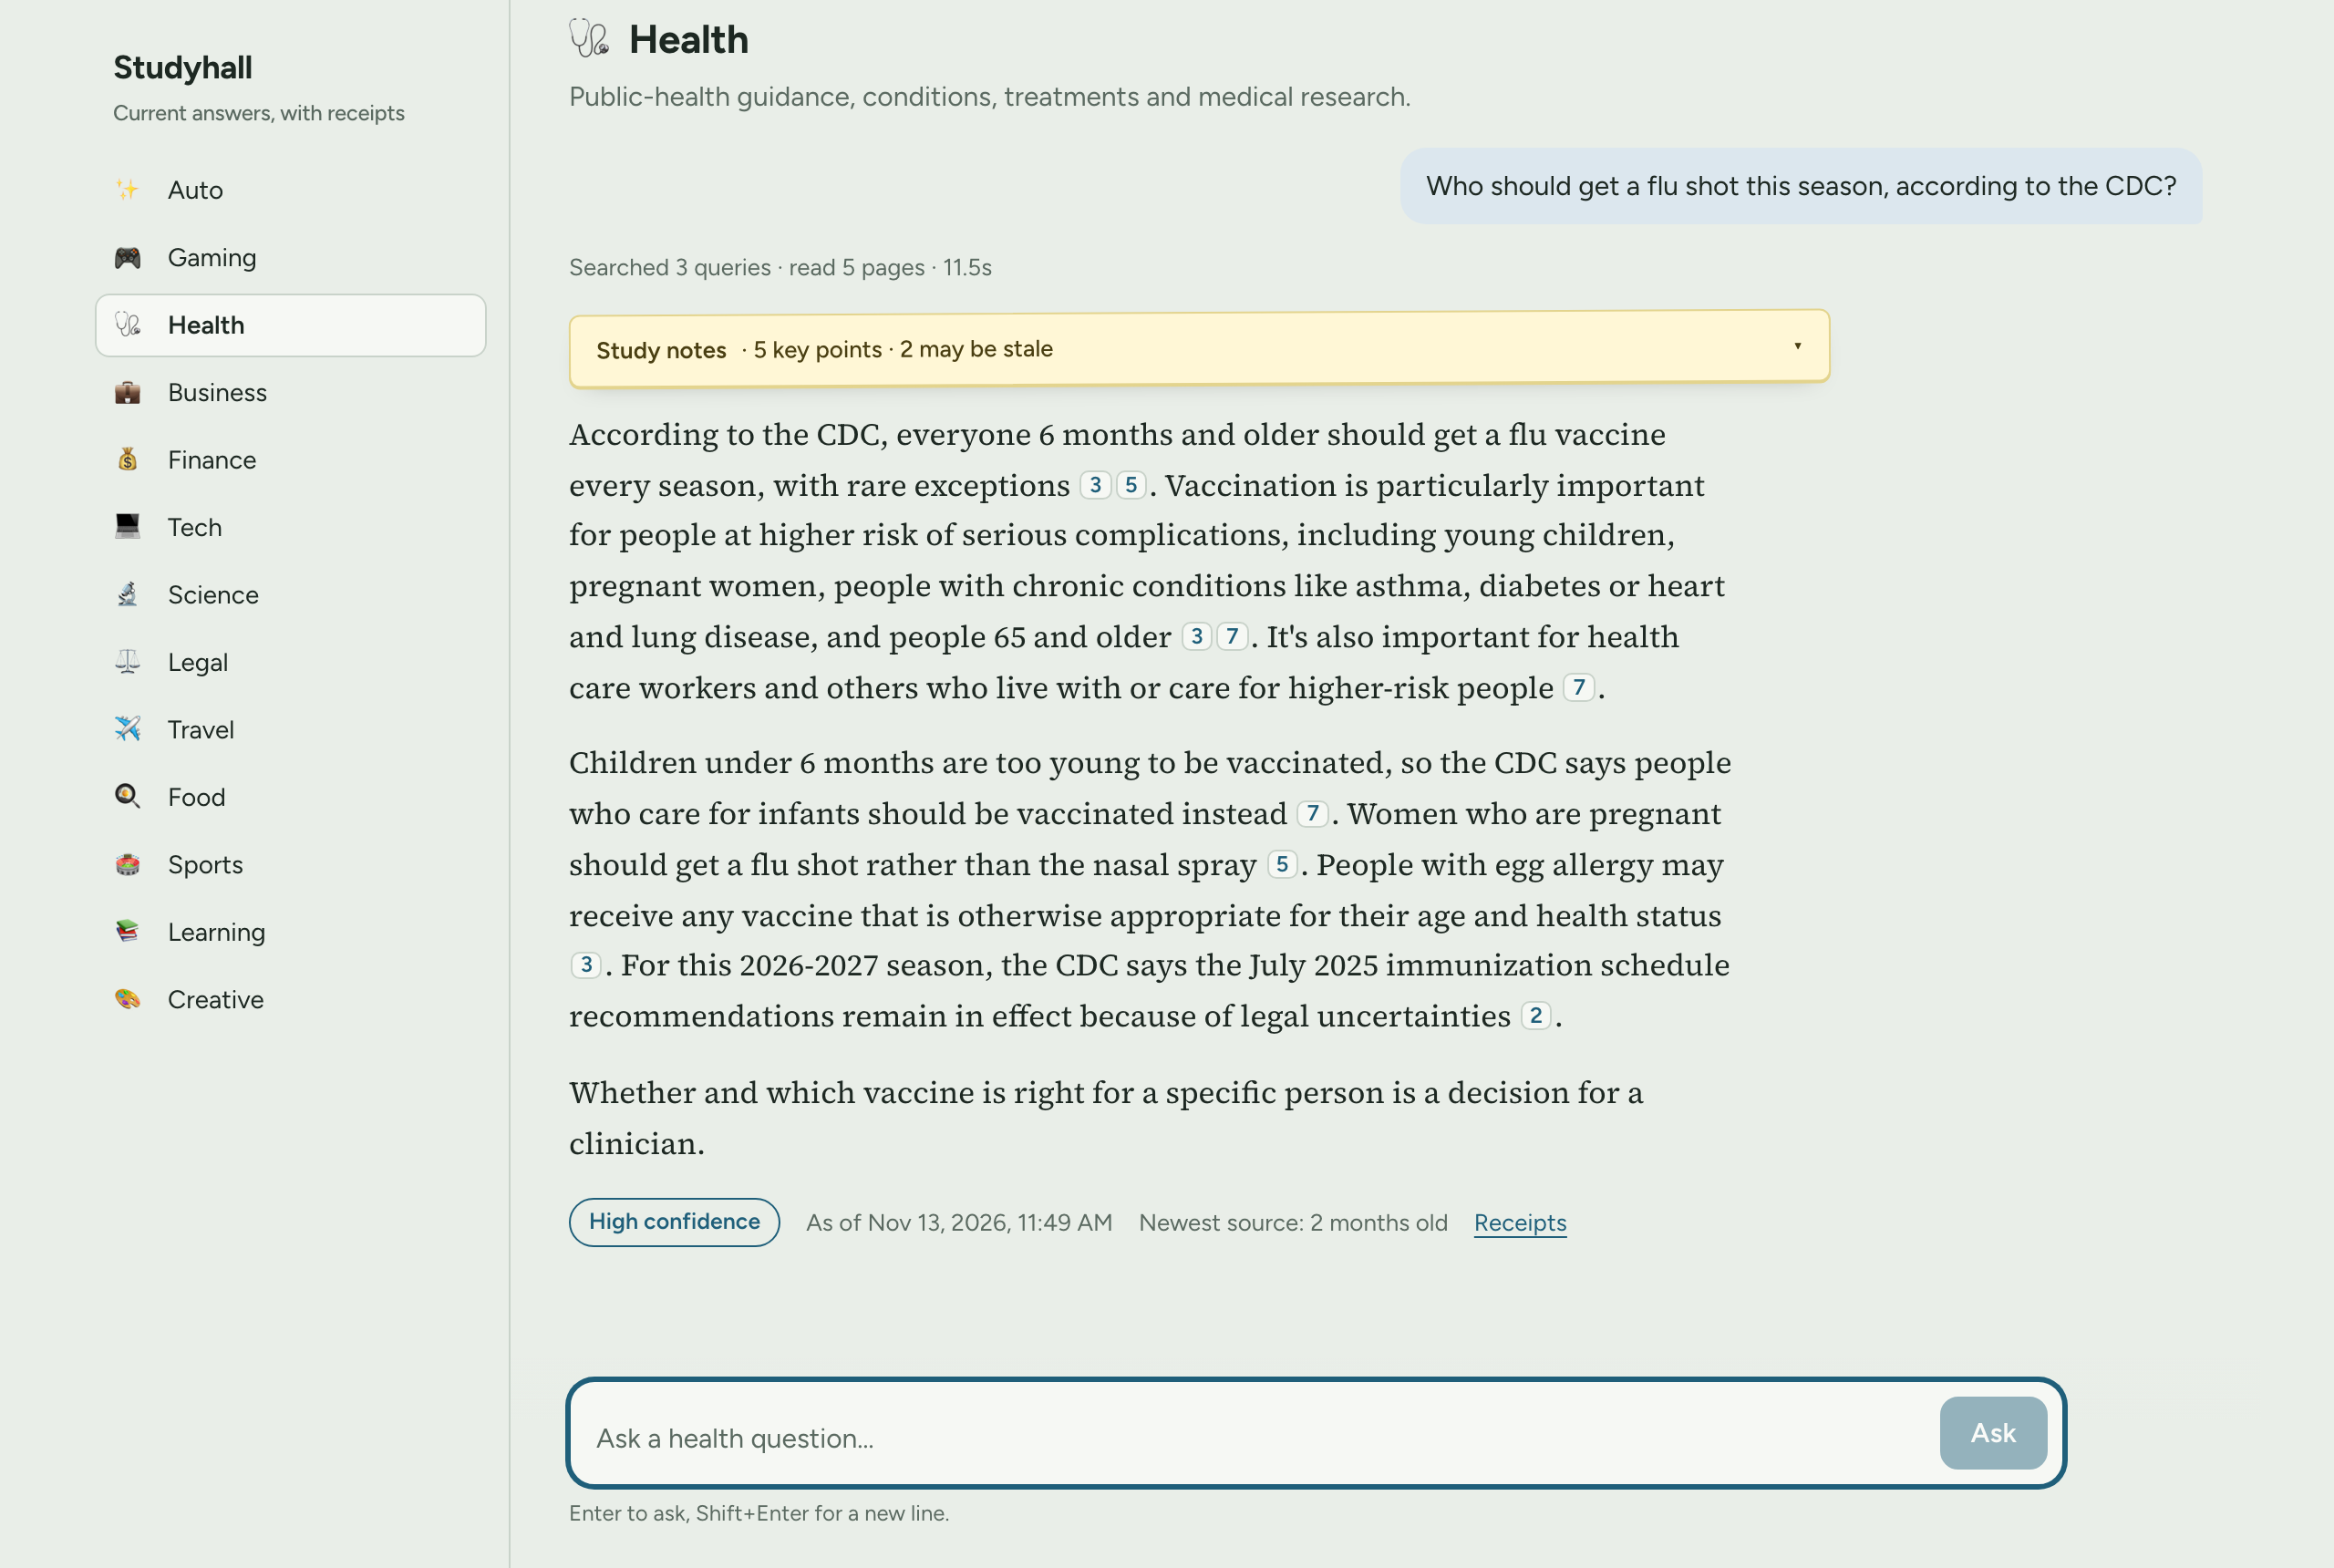 Studyhall
Current answers, with receipts
Auto
Gaming
Health
Business
Finance
Tech
Science
Legal
Travel
Food
Sports
Learning
Creative
Health
Public-health guidance, conditions, treatments and medical research.
Who should get a flu shot this season, according to the CDC?
Searched 3 queries · read 5 pages · 11.5s
Study notes · 5 key points · 2 may be stale
According to the CDC, everyone 6 months and older should get a flu vaccine
every season, with rare exceptions 3 5. Vaccination is particularly important
for people at higher risk of serious complications, including young children,
pregnant women, people with chronic conditions like asthma, diabetes or heart
and lung disease, and people 65 and older 3 7. It's also important for health
care workers and others who live with or care for higher-risk people 7.
Children under 6 months are too young to be vaccinated, so the CDC says people
who care for infants should be vaccinated instead 7. Women who are pregnant
should get a flu shot rather than the nasal spray 5. People with egg allergy may
receive any vaccine that is otherwise appropriate for their age and health status
3. For this 2026-2027 season, the CDC says the July 2025 immunization schedule
recommendations remain in effect because of legal uncertainties 2.
Whether and which vaccine is right for a specific person is a decision for a
clinician.
High confidence As of Nov 13, 2026, 11:49 AM Newest source: 2 months old Receipts
Ask a health question...
Ask
Enter to ask, Shift+Enter for a new line.